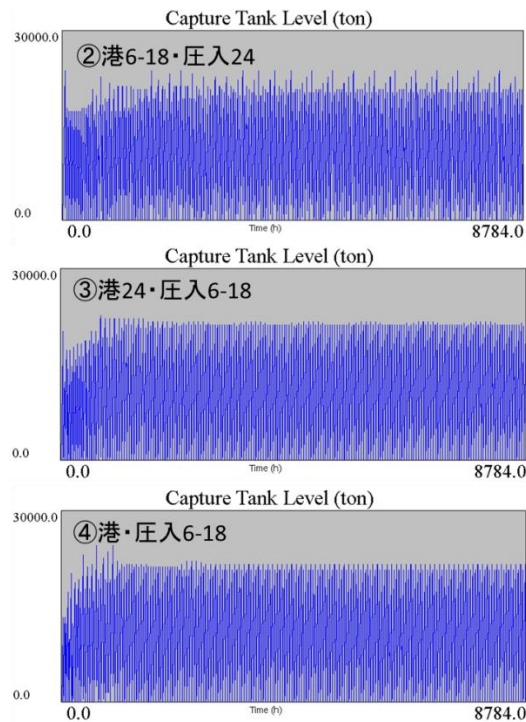 Capture Tank Level (ton)
30000.0
②港6-18・圧入24
0.0
0.0
Time (h)
8784.0
Capture Tank Level (ton)
30000.0
③港24・圧入6-18
0.0
0.0
Time (h)
8784.0
Capture Tank Level (ton)
30000.0
④港・圧入6-18
0.0
0.0
Time (h)
8784.0